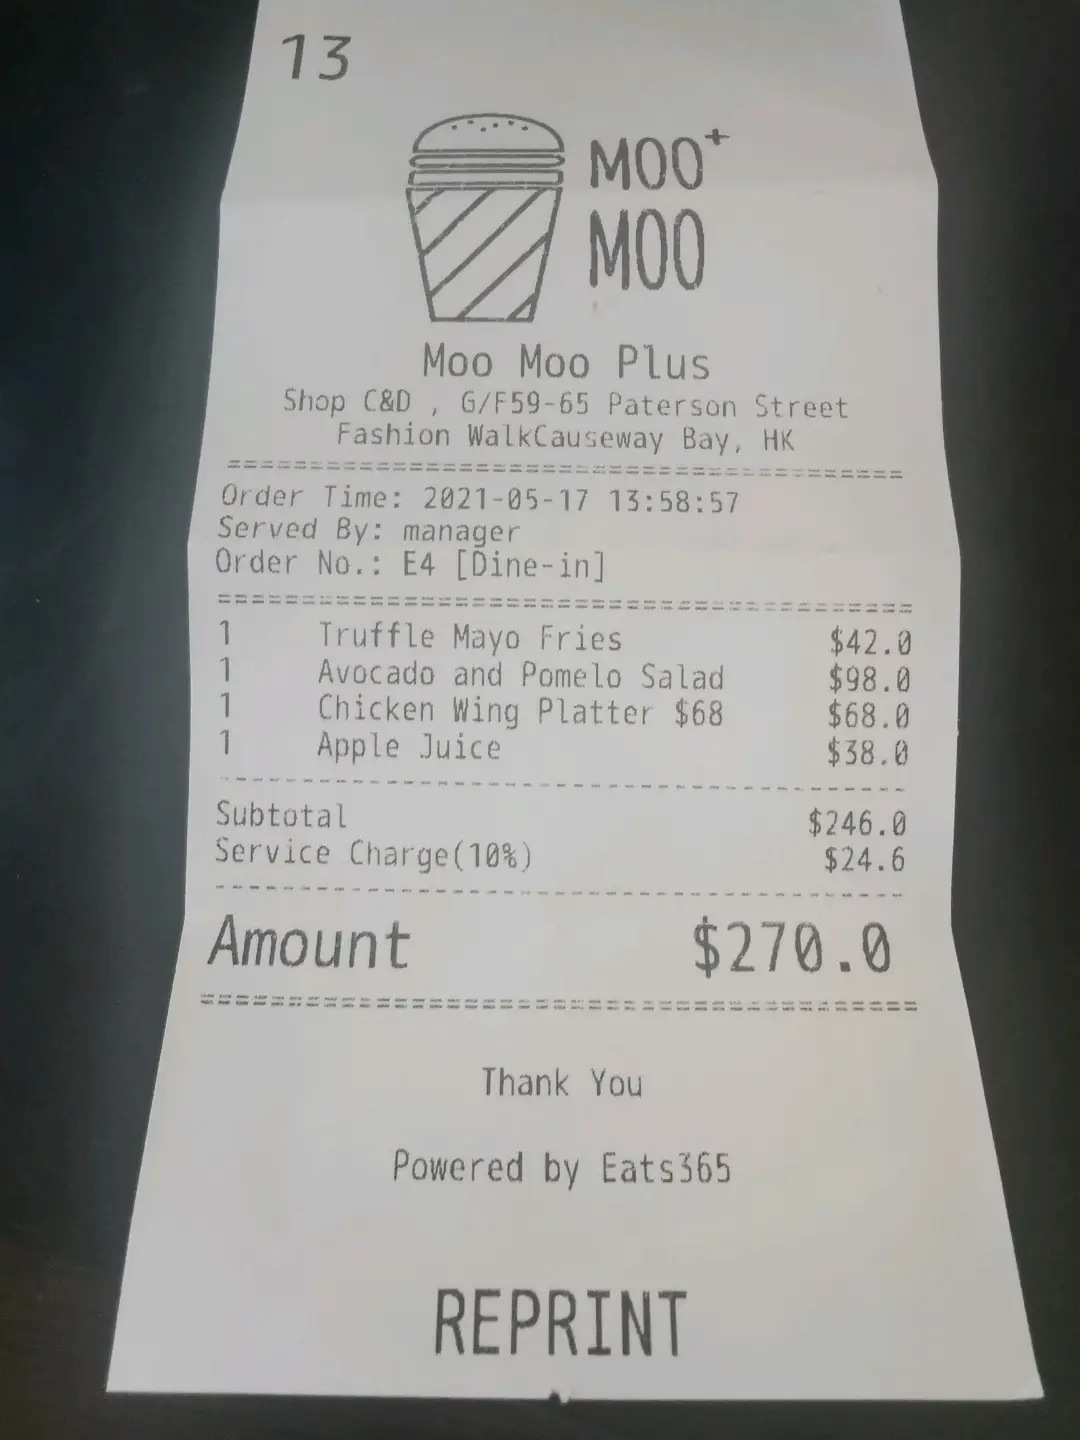 13
MOO+
MOO
Moo Moo Plus
Shop C&D , G/F59-65 Paterson Street
Fashion WalkCauseway Bay, HK
Order Time: 2021-05-17 13:58:57
Served By: manager
Order No.: E4 [Dine-in]
1 Truffle Mayo Fries $42.0
1 Avocado and Pomelo Salad $98.0
1 Chicken Wing Platter $68 $68.0
1 Apple Juice $38.0
Subtotal $246.0
Service Charge(10%) $24.6
Amount $270.0
Thank You
Powered by Eats365
REPRINT